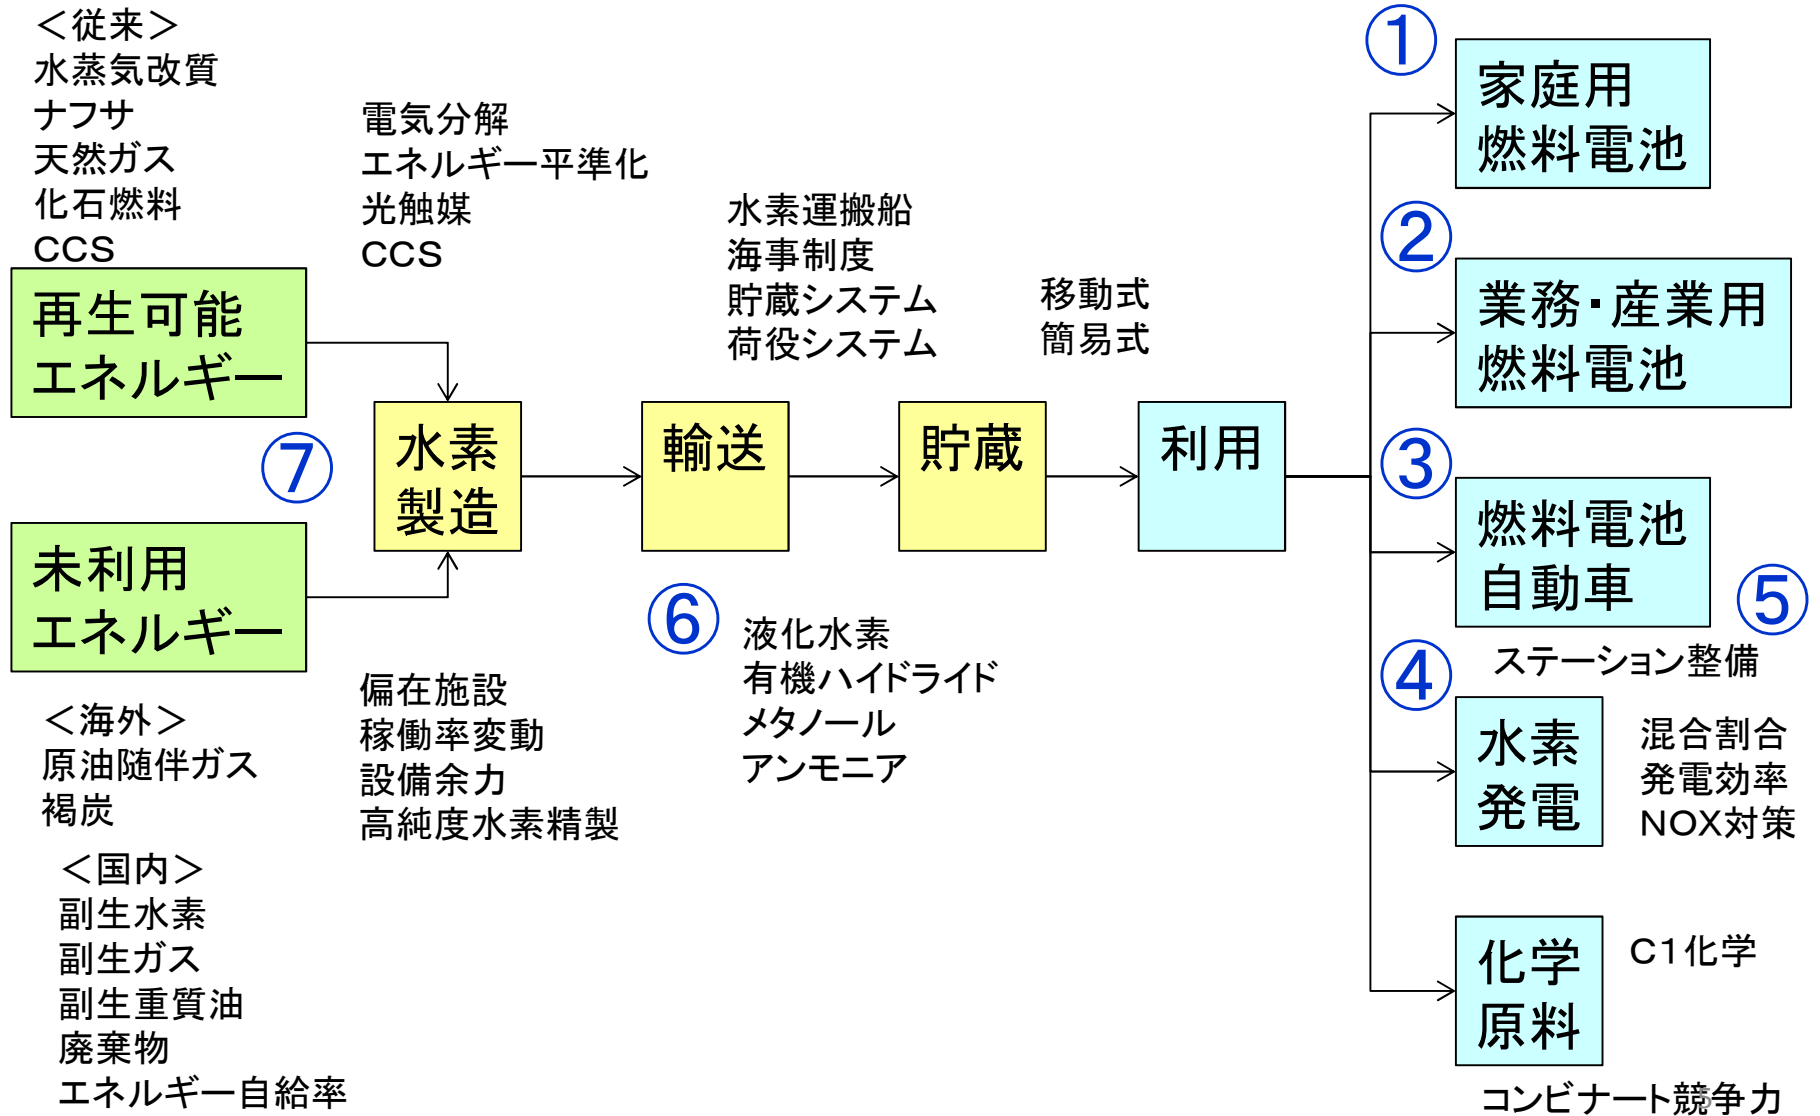 ＜従来＞
水蒸気改質
ナフサ
天然ガス
化石燃料
CCS
再生可能
エネルギー
⑦
未利用
エネルギー
＜海外＞
原油随伴ガス
褐炭
＜国内＞
副生水素
副生ガス
副生重質油
廃棄物
エネルギー自給率
電気分解
エネルギー平準化
光触媒
CCS
水素
製造
偏在施設
稼働率変動
設備余力
高純度水素精製
水素運搬船
海事制度
貯蔵システム
荷役システム
輸送
⑥
液化水素
有機ハイドライド
メタノール
アンモニア
貯蔵
移動式
簡易式
利用
①
家庭用
燃料電池
②
業務・産業用
燃料電池
③
燃料電池
自動車
⑤
ステーション整備
④
水素
発電
混合割合
発電効率
NOX対策
化学
原料
C1化学
コンビナート競争力
5